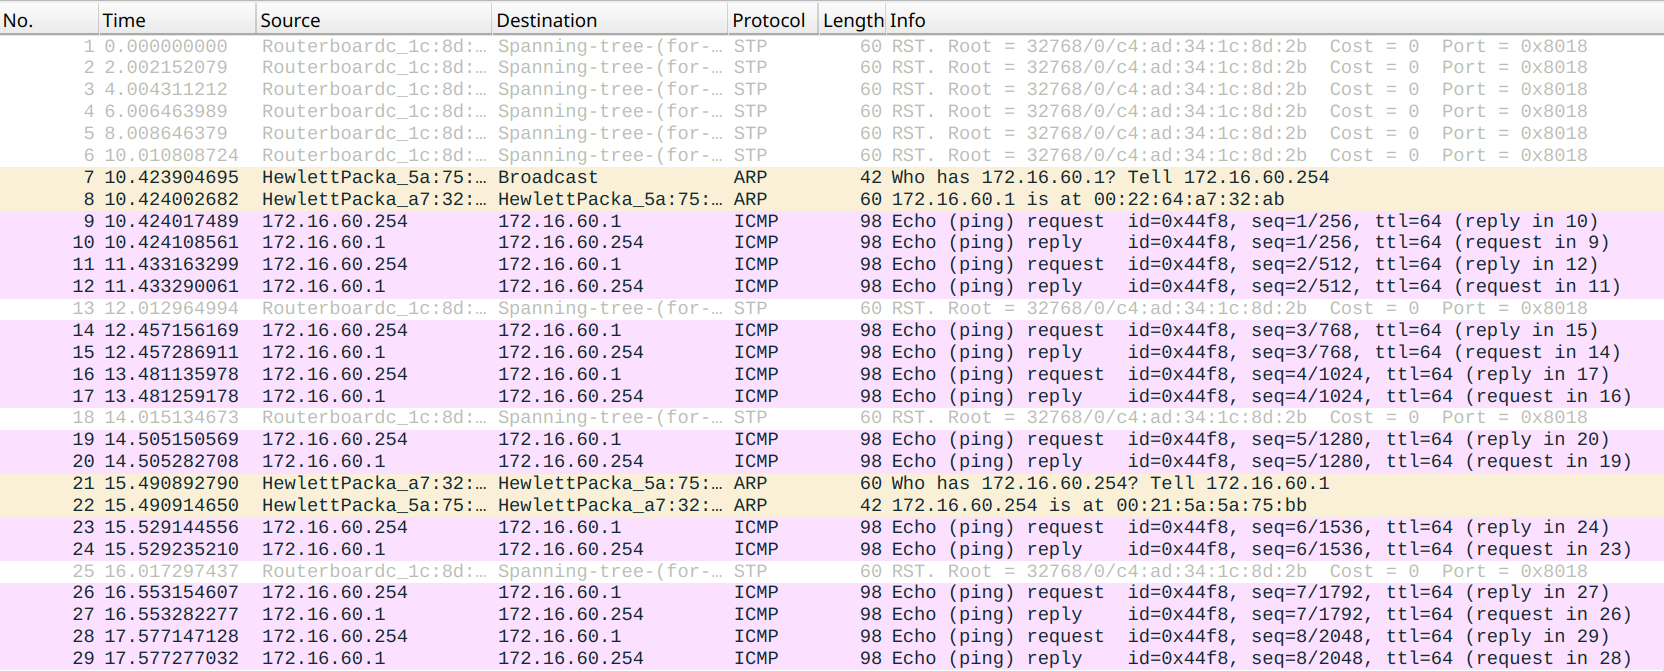 No. Time Source Destination Protocol Length Info
1 0.000000000 Routerboardc_1c:8d:… Spanning-tree-(for-… STP 60 RST. Root = 32768/0/c4:ad:34:1c:8d:2b Cost = 0 Port = 0x8018
2 2.002152079 Routerboardc_1c:8d:… Spanning-tree-(for-… STP 60 RST. Root = 32768/0/c4:ad:34:1c:8d:2b Cost = 0 Port = 0x8018
3 4.004311212 Routerboardc_1c:8d:… Spanning-tree-(for-… STP 60 RST. Root = 32768/0/c4:ad:34:1c:8d:2b Cost = 0 Port = 0x8018
4 6.006463989 Routerboardc_1c:8d:… Spanning-tree-(for-… STP 60 RST. Root = 32768/0/c4:ad:34:1c:8d:2b Cost = 0 Port = 0x8018
5 8.008646379 Routerboardc_1c:8d:… Spanning-tree-(for-… STP 60 RST. Root = 32768/0/c4:ad:34:1c:8d:2b Cost = 0 Port = 0x8018
6 10.010808724 Routerboardc_1c:8d:… Spanning-tree-(for-… STP 60 RST. Root = 32768/0/c4:ad:34:1c:8d:2b Cost = 0 Port = 0x8018
7 10.423904695 HewlettPacka_5a:75:… Broadcast ARP 42 Who has 172.16.60.1? Tell 172.16.60.254
8 10.424002682 HewlettPacka_a7:32:… HewlettPacka_5a:75:… ARP 60 172.16.60.1 is at 00:22:64:a7:32:ab
9 10.424017489 172.16.60.254 172.16.60.1 ICMP 98 Echo (ping) request id=0x44f8, seq=1/256, ttl=64 (reply in 10)
10 10.424108561 172.16.60.1 172.16.60.254 ICMP 98 Echo (ping) reply id=0x44f8, seq=1/256, ttl=64 (request in 9)
11 11.433163299 172.16.60.254 172.16.60.1 ICMP 98 Echo (ping) request id=0x44f8, seq=2/512, ttl=64 (reply in 12)
12 11.433290061 172.16.60.1 172.16.60.254 ICMP 98 Echo (ping) reply id=0x44f8, seq=2/512, ttl=64 (request in 11)
13 12.012964994 Routerboardc_1c:8d:… Spanning-tree-(for-… STP 60 RST. Root = 32768/0/c4:ad:34:1c:8d:2b Cost = 0 Port = 0x8018
14 12.457156169 172.16.60.254 172.16.60.1 ICMP 98 Echo (ping) request id=0x44f8, seq=3/768, ttl=64 (reply in 15)
15 12.457286911 172.16.60.1 172.16.60.254 ICMP 98 Echo (ping) reply id=0x44f8, seq=3/768, ttl=64 (request in 14)
16 13.481135978 172.16.60.254 172.16.60.1 ICMP 98 Echo (ping) request id=0x44f8, seq=4/1024, ttl=64 (reply in 17)
17 13.481259178 172.16.60.1 172.16.60.254 ICMP 98 Echo (ping) reply id=0x44f8, seq=4/1024, ttl=64 (request in 16)
18 14.015134673 Routerboardc_1c:8d:… Spanning-tree-(for-… STP 60 RST. Root = 32768/0/c4:ad:34:1c:8d:2b Cost = 0 Port = 0x8018
19 14.505150569 172.16.60.254 172.16.60.1 ICMP 98 Echo (ping) request id=0x44f8, seq=5/1280, ttl=64 (reply in 20)
20 14.505282708 172.16.60.1 172.16.60.254 ICMP 98 Echo (ping) reply id=0x44f8, seq=5/1280, ttl=64 (request in 19)
21 15.490892790 HewlettPacka_a7:32:… HewlettPacka_5a:75:… ARP 60 Who has 172.16.60.254? Tell 172.16.60.1
22 15.490914650 HewlettPacka_5a:75:… HewlettPacka_a7:32:… ARP 42 172.16.60.254 is at 00:21:5a:5a:75:bb
23 15.529144556 172.16.60.254 172.16.60.1 ICMP 98 Echo (ping) request id=0x44f8, seq=6/1536, ttl=64 (reply in 24)
24 15.529235210 172.16.60.1 172.16.60.254 ICMP 98 Echo (ping) reply id=0x44f8, seq=6/1536, ttl=64 (request in 23)
25 16.017297437 Routerboardc_1c:8d:… Spanning-tree-(for-… STP 60 RST. Root = 32768/0/c4:ad:34:1c:8d:2b Cost = 0 Port = 0x8018
26 16.553154607 172.16.60.254 172.16.60.1 ICMP 98 Echo (ping) request id=0x44f8, seq=7/1792, ttl=64 (reply in 27)
27 16.553282277 172.16.60.1 172.16.60.254 ICMP 98 Echo (ping) reply id=0x44f8, seq=7/1792, ttl=64 (request in 26)
28 17.577147128 172.16.60.254 172.16.60.1 ICMP 98 Echo (ping) request id=0x44f8, seq=8/2048, ttl=64 (reply in 29)
29 17.577277032 172.16.60.1 172.16.60.254 ICMP 98 Echo (ping) reply id=0x44f8, seq=8/2048, ttl=64 (request in 28)